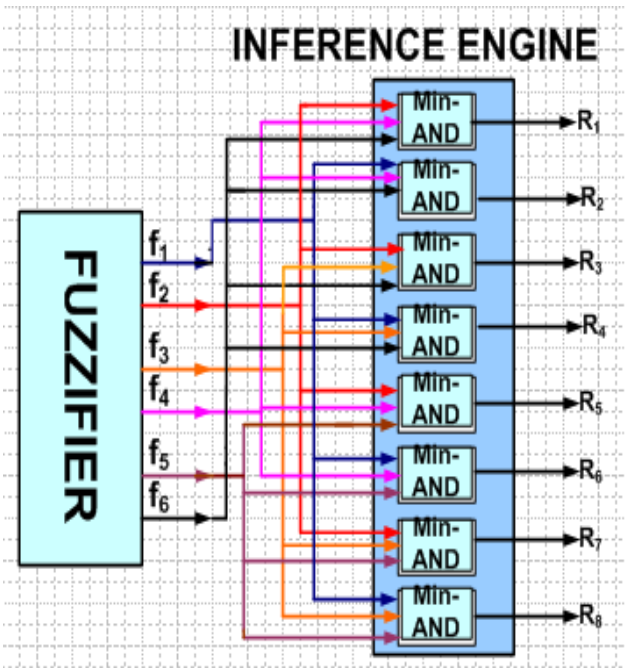 INFERENCE ENGINE
FUZZIFIER
f1
f2
f3
f4
f5
f6
Min-
AND
R1
Min-
AND
R2
Min-
AND
R3
Min-
AND
R4
Min-
AND
R5
Min-
AND
R6
Min-
AND
R7
Min-
AND
R8